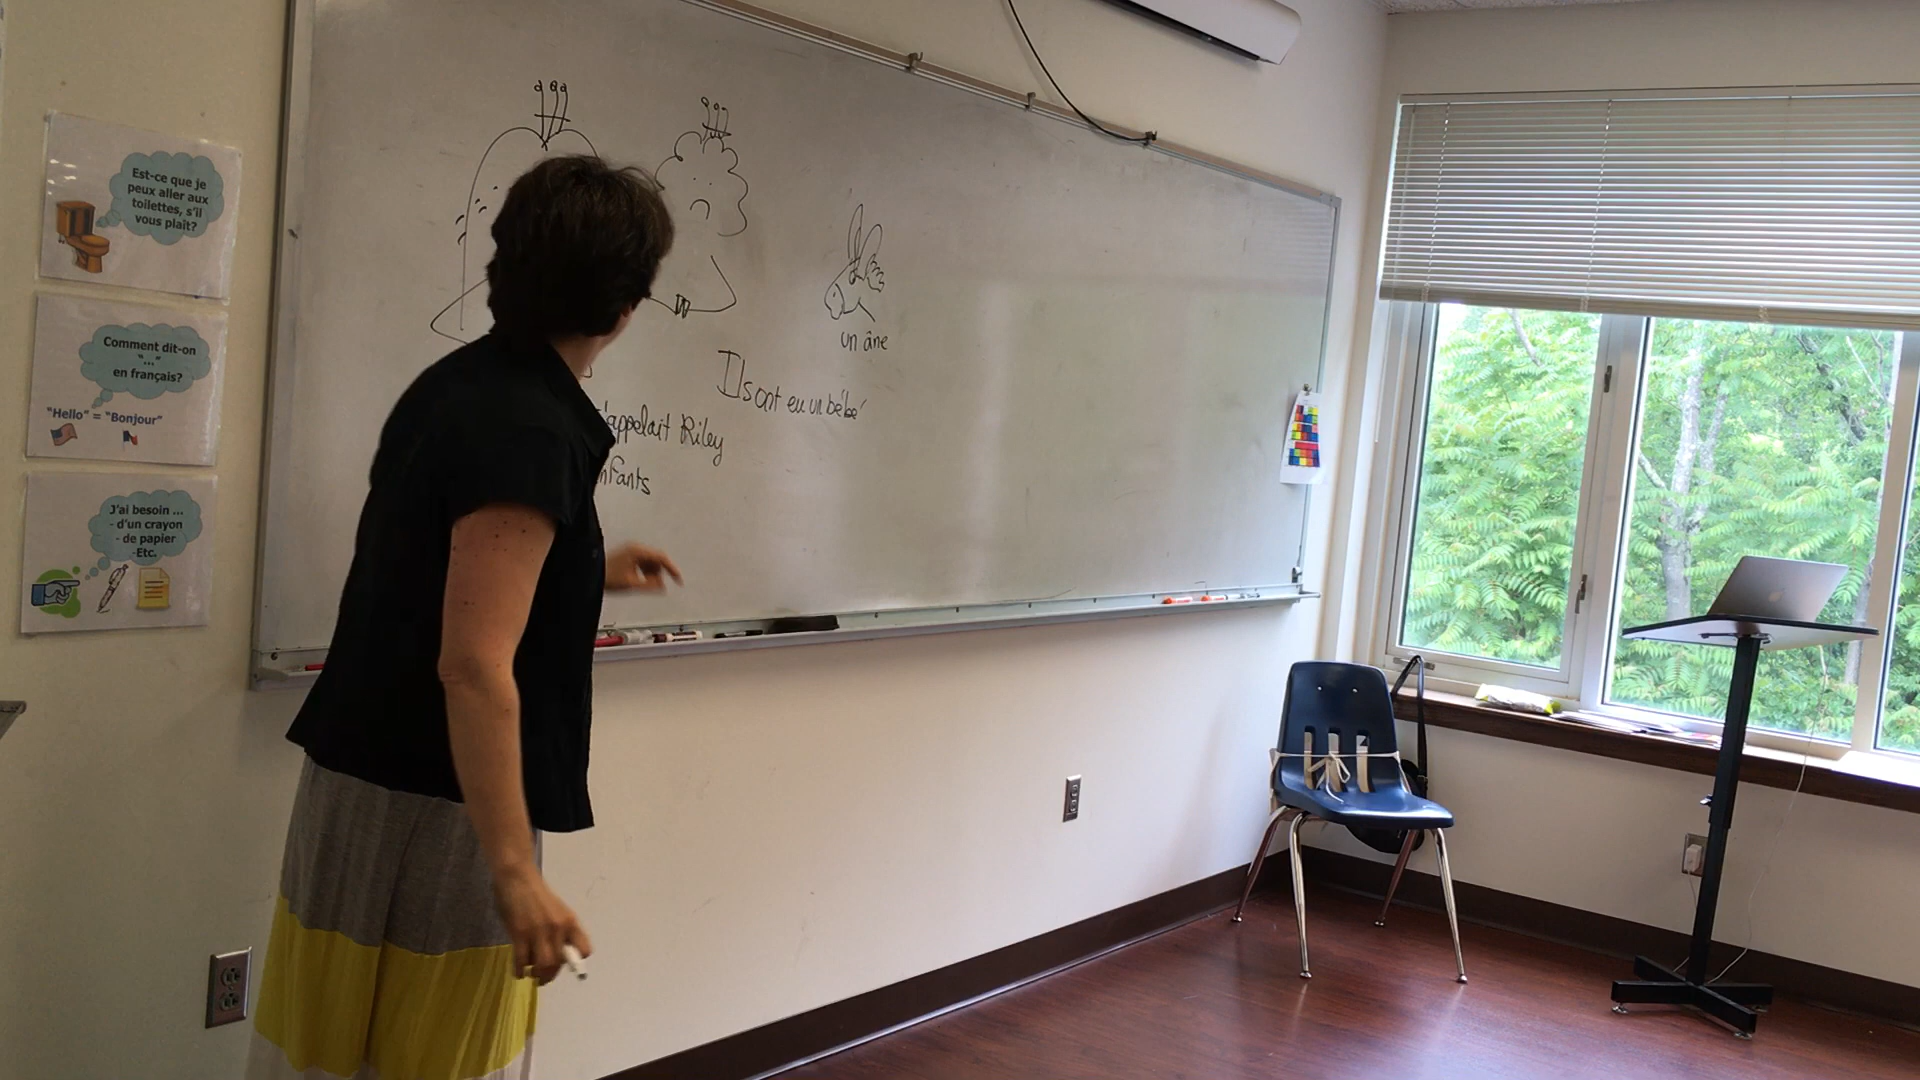 Est-ce que je
peux aller aux
toilettes, s'il
vous plaît?
Comment dit-on
"..."
en français?
"Hello" = "Bonjour"
J'ai besoin ...
- d'un crayon
- de papier
-Etc.
un âne
Ils ont eu un bébé
'appelait Riley
nfants